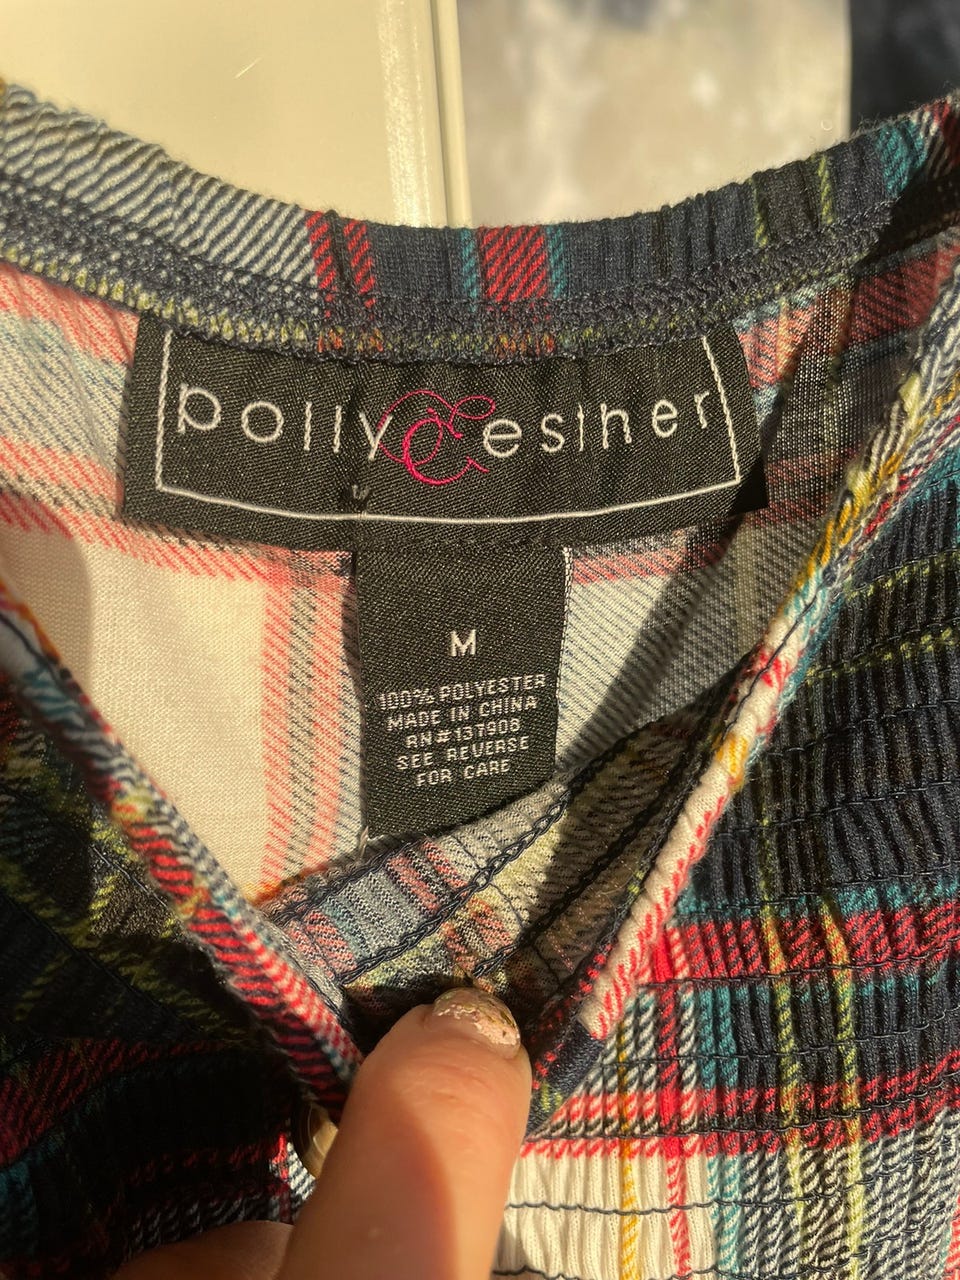 polly & esther
M
100% POLYESTER
MADE IN CHINA
RN#137908
SEE REVERSE
FOR CARE